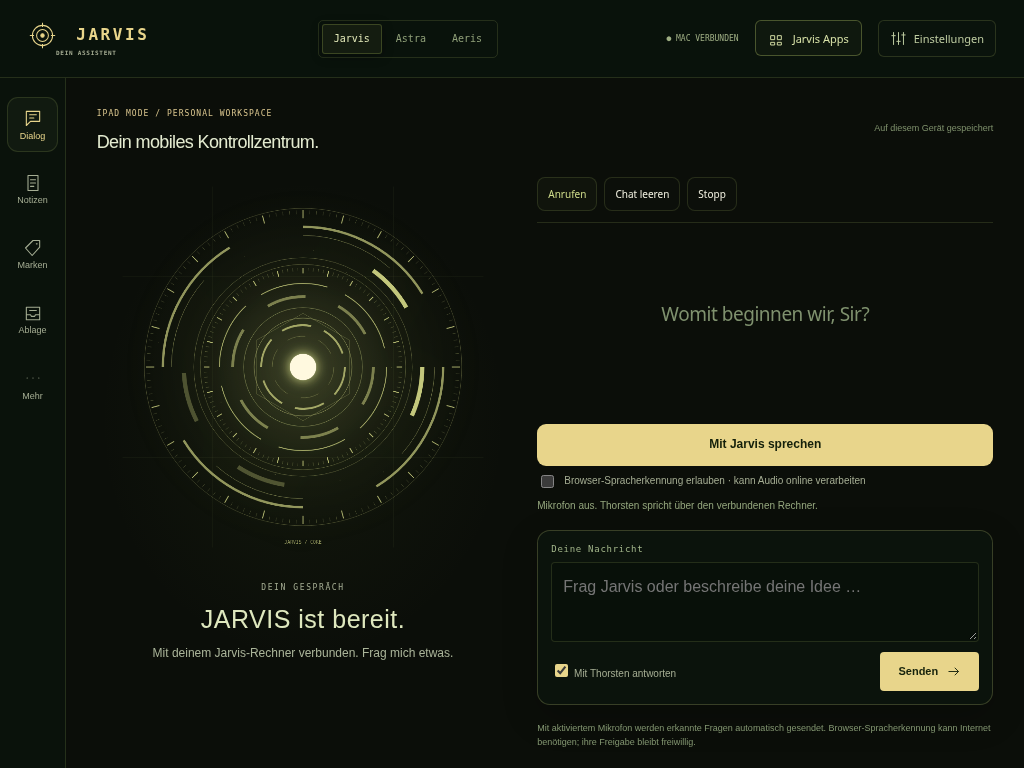 JARVIS
DEIN ASSISTENT
Jarvis
Astra
Aeris
MAC VERBUNDEN
Jarvis Apps
Einstellungen
Dialog
Notizen
Marken
Ablage
Mehr
IPAD MODE / PERSONAL WORKSPACE
Dein mobiles Kontrollzentrum.
Auf diesem Gerät gespeichert
JARVIS / CORE
DEIN GESPRÄCH
JARVIS ist bereit.
Mit deinem Jarvis-Rechner verbunden. Frag mich etwas.
Anrufen
Chat leeren
Stopp
Womit beginnen wir, Sir?
Mit Jarvis sprechen
Browser-Spracherkennung erlauben · kann Audio online verarbeiten
Mikrofon aus. Thorsten spricht über den verbundenen Rechner.
Deine Nachricht
Frag Jarvis oder beschreibe deine Idee …
Mit Thorsten antworten
Senden →
Mit aktiviertem Mikrofon werden erkannte Fragen automatisch gesendet. Browser-Spracherkennung kann Internet
benötigen; ihre Freigabe bleibt freiwillig.